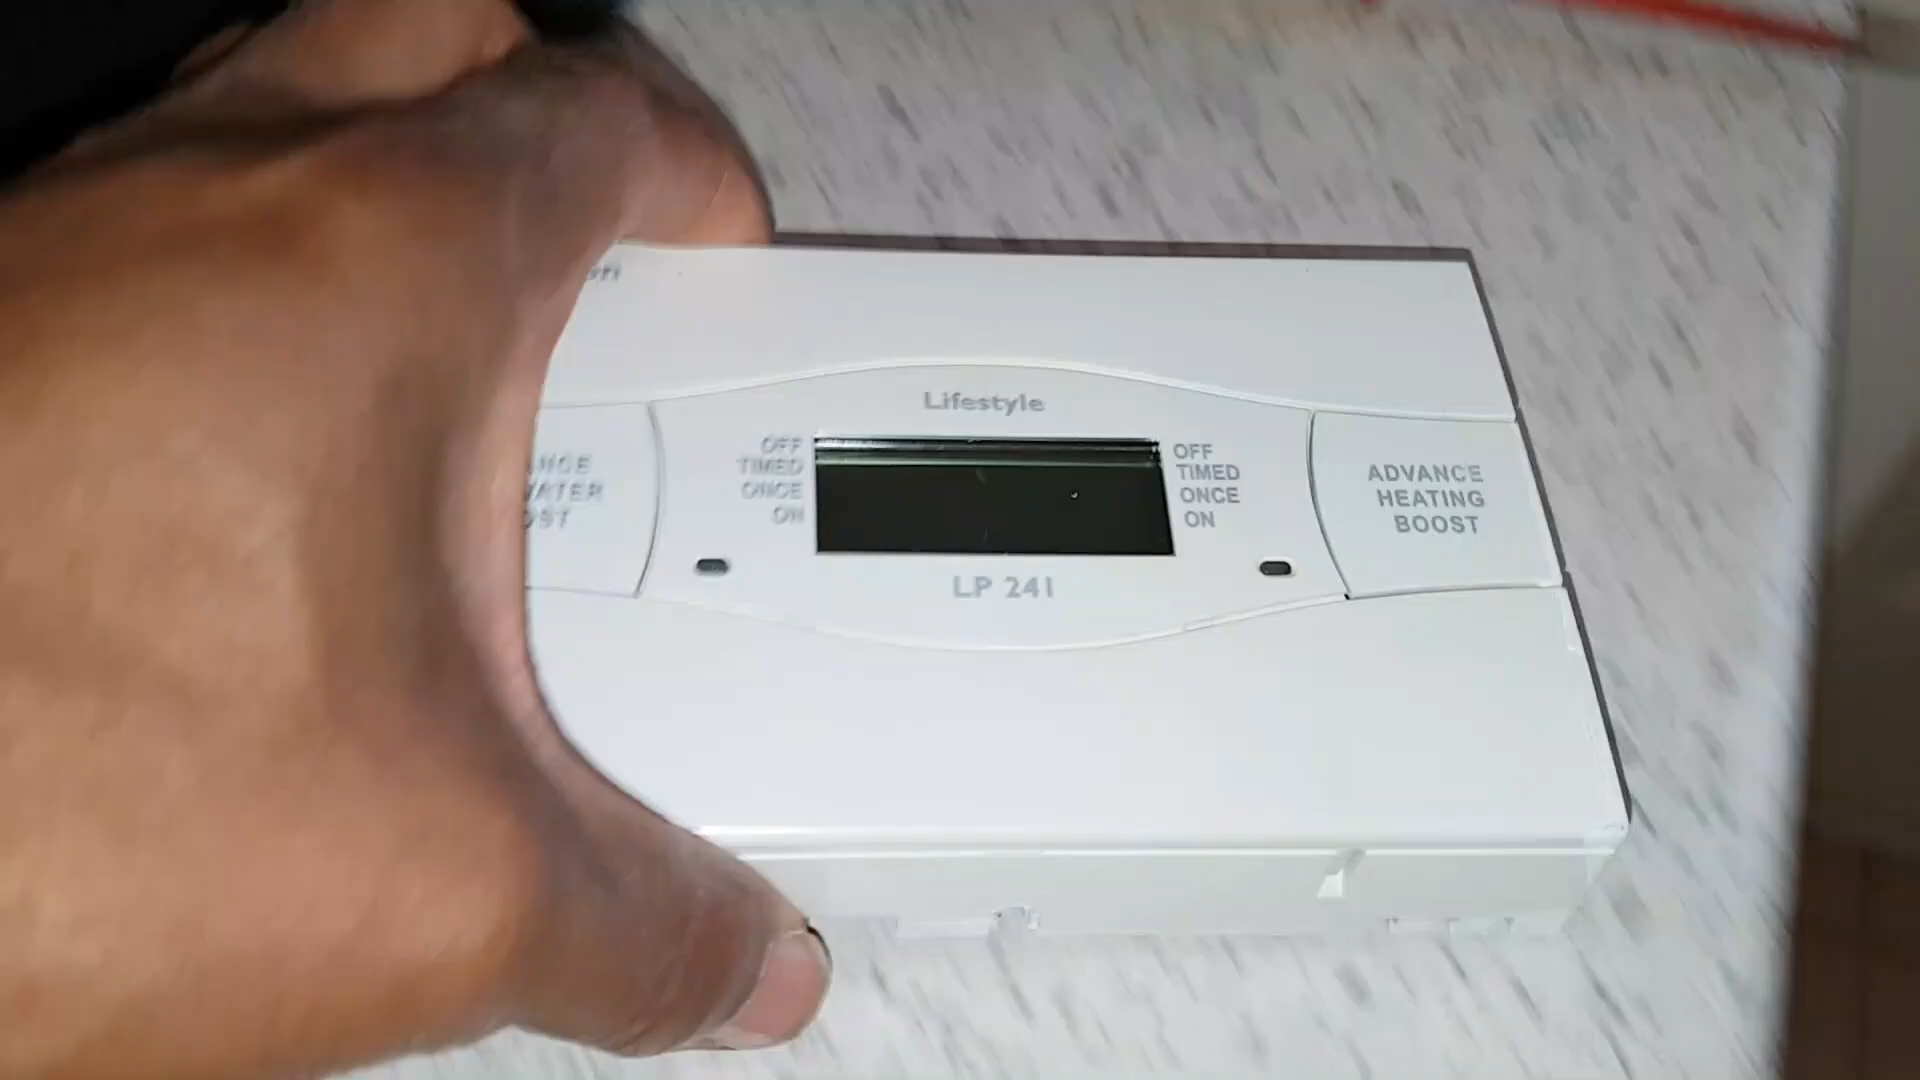 Lifestyle
OFF
TIMED
ONCE
ON
OFF
TIMED
ONCE
ON
ADVANCE
HEATING
BOOST
LP 241